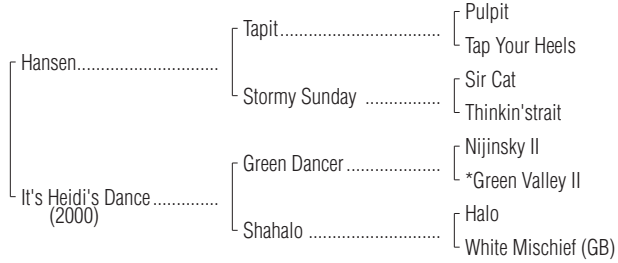 Pulpit
Tapit............................................
Tap Your Heels
Hansen............................
Sir Cat
Stormy Sunday .................
Thinkin'strait
Nijinsky II
Green Dancer.....................
*Green Valley II
It's Heidi's Dance..............
(2000)
Halo
Shahalo .............................
White Mischief (GB)